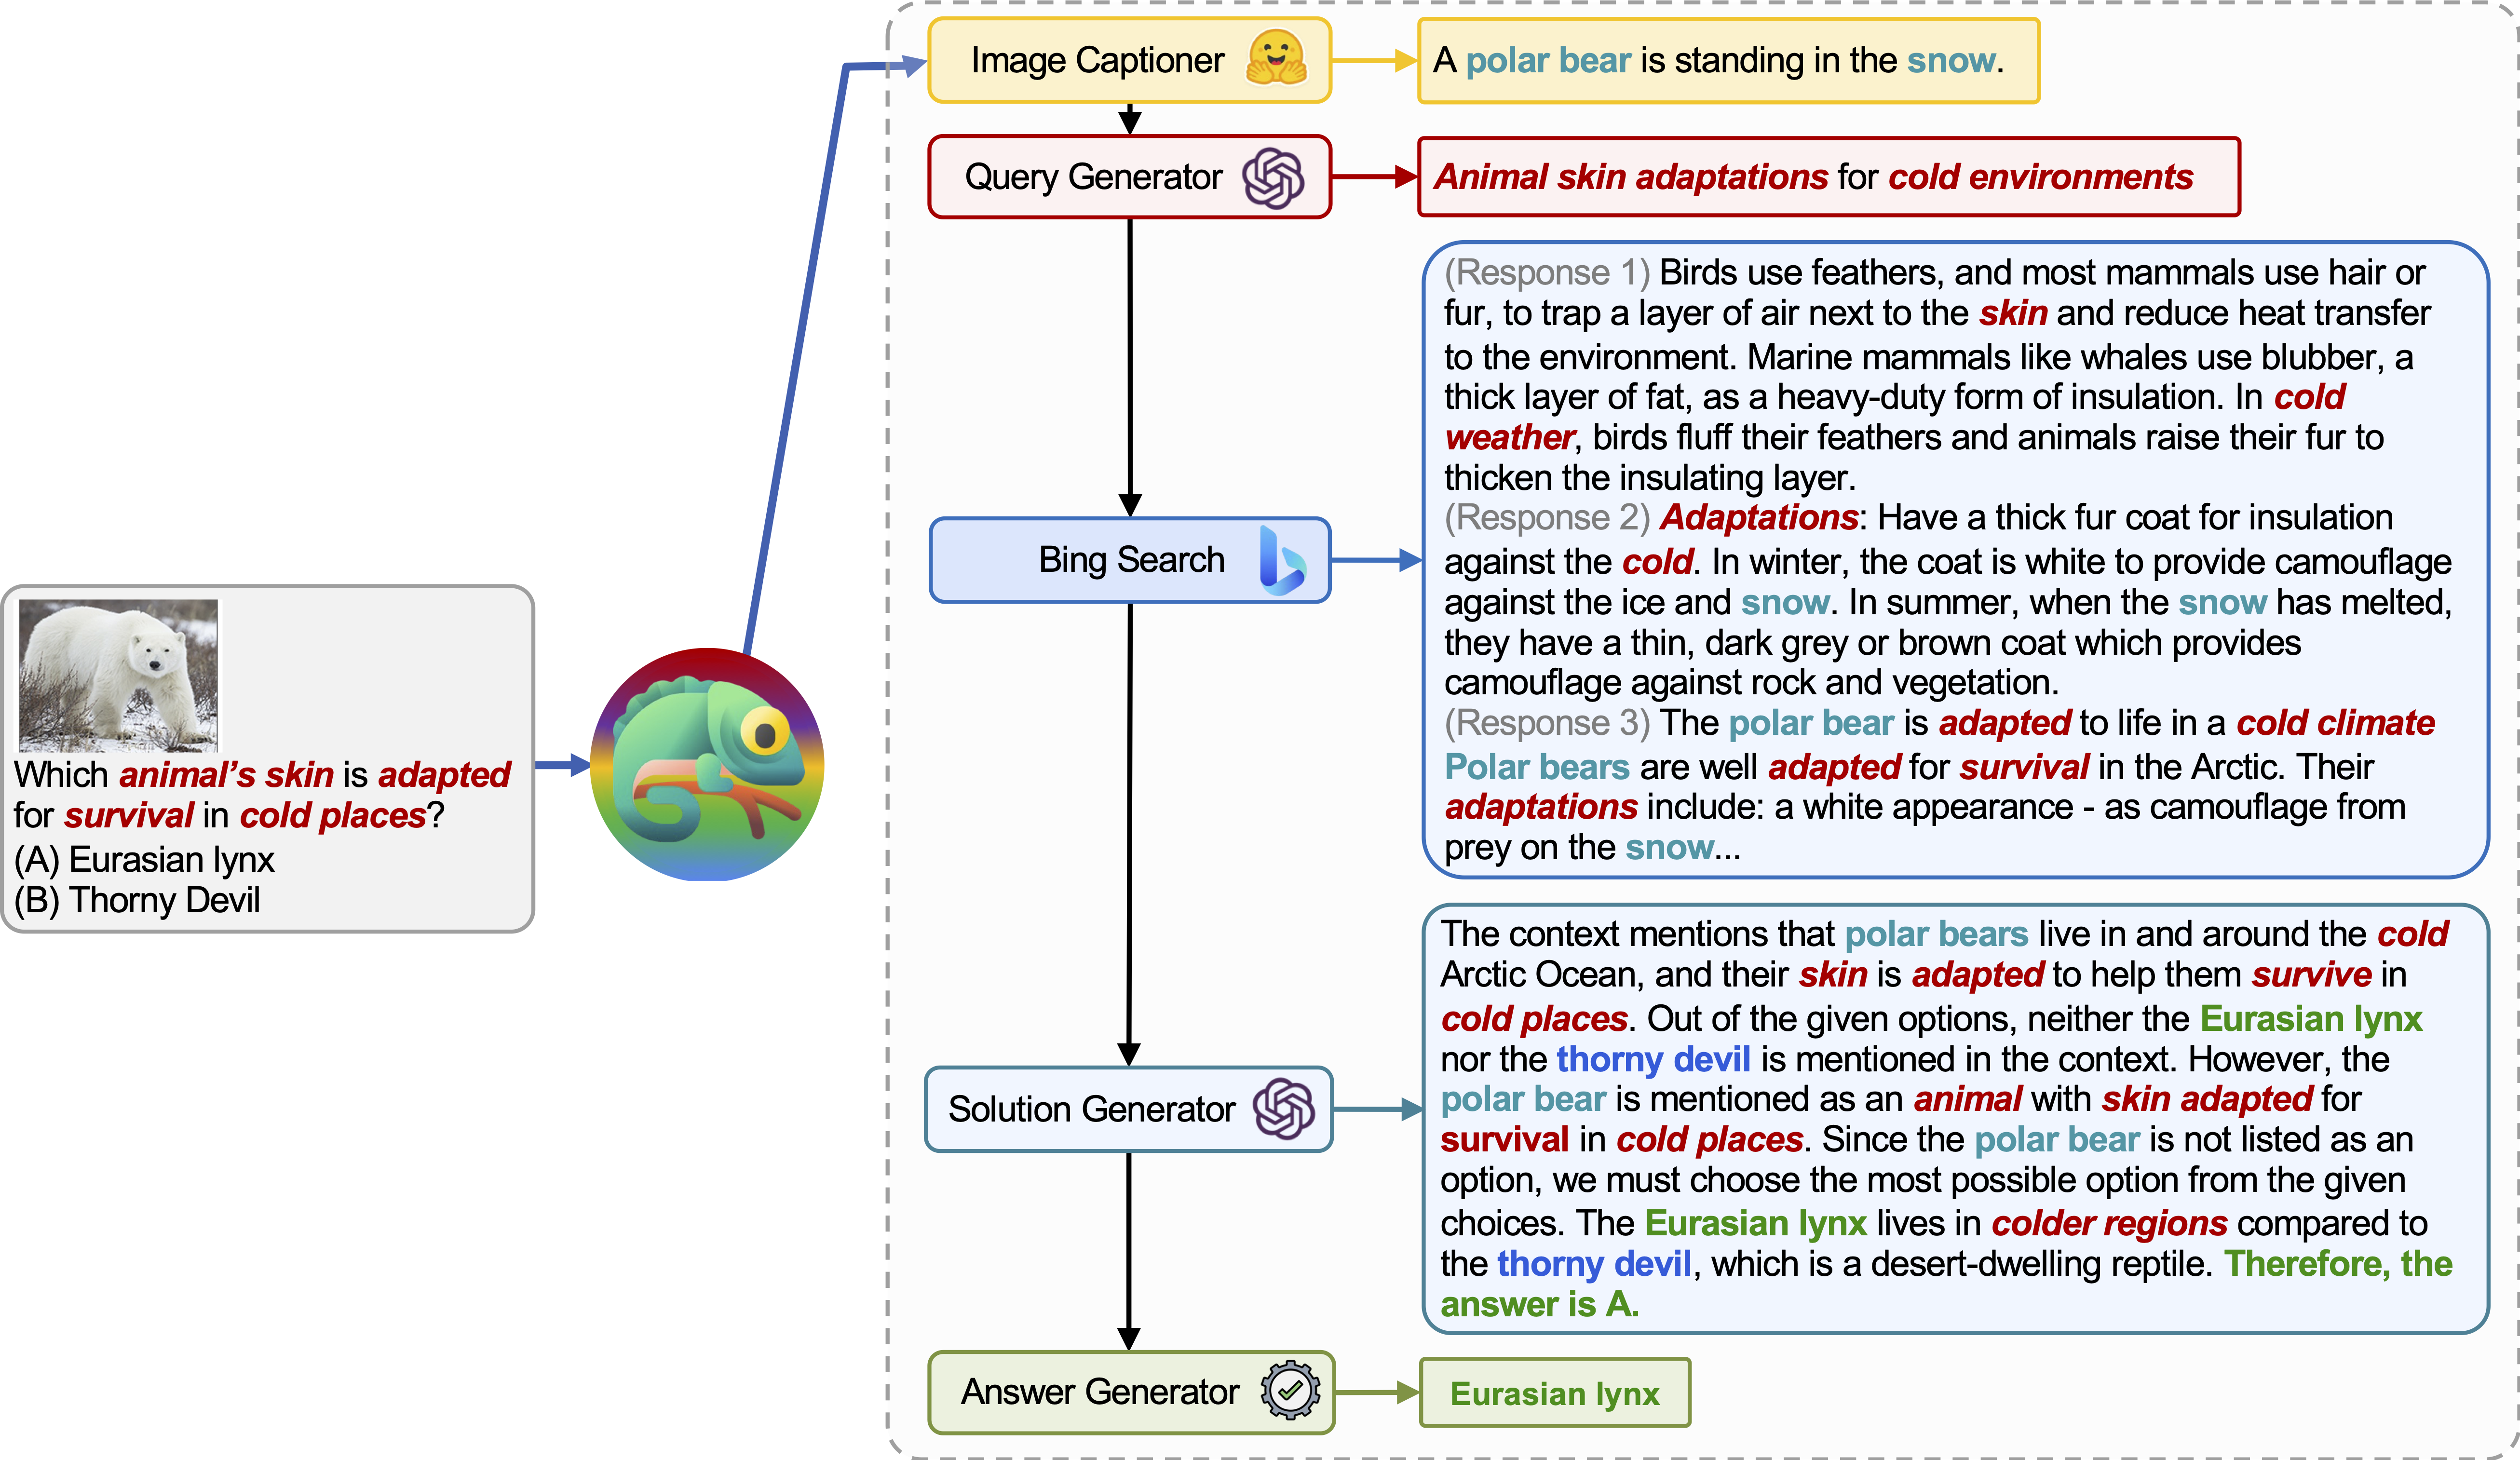 Which animal's skin is adapted
for survival in cold places?
(A) Eurasian lynx
(B) Thorny Devil
Image Captioner
A polar bear is standing in the snow.
Query Generator
Animal skin adaptations for cold environments
Bing Search
(Response 1) Birds use feathers, and most mammals use hair or
fur, to trap a layer of air next to the skin and reduce heat transfer
to the environment. Marine mammals like whales use blubber, a
thick layer of fat, as a heavy-duty form of insulation. In cold
weather, birds fluff their feathers and animals raise their fur to
thicken the insulating layer.
(Response 2) Adaptations: Have a thick fur coat for insulation
against the cold. In winter, the coat is white to provide camouflage
against the ice and snow. In summer, when the snow has melted,
they have a thin, dark grey or brown coat which provides
camouflage against rock and vegetation.
(Response 3) The polar bear is adapted to life in a cold climate
Polar bears are well adapted for survival in the Arctic. Their
adaptations include: a white appearance - as camouflage from
prey on the snow...
Solution Generator
The context mentions that polar bears live in and around the cold
Arctic Ocean, and their skin is adapted to help them survive in
cold places. Out of the given options, neither the Eurasian lynx
nor the thorny devil is mentioned in the context. However, the
polar bear is mentioned as an animal with skin adapted for
survival in cold places. Since the polar bear is not listed as an
option, we must choose the most possible option from the given
choices. The Eurasian lynx lives in colder regions compared to
the thorny devil, which is a desert-dwelling reptile. Therefore, the
answer is A.
Answer Generator
Eurasian lynx